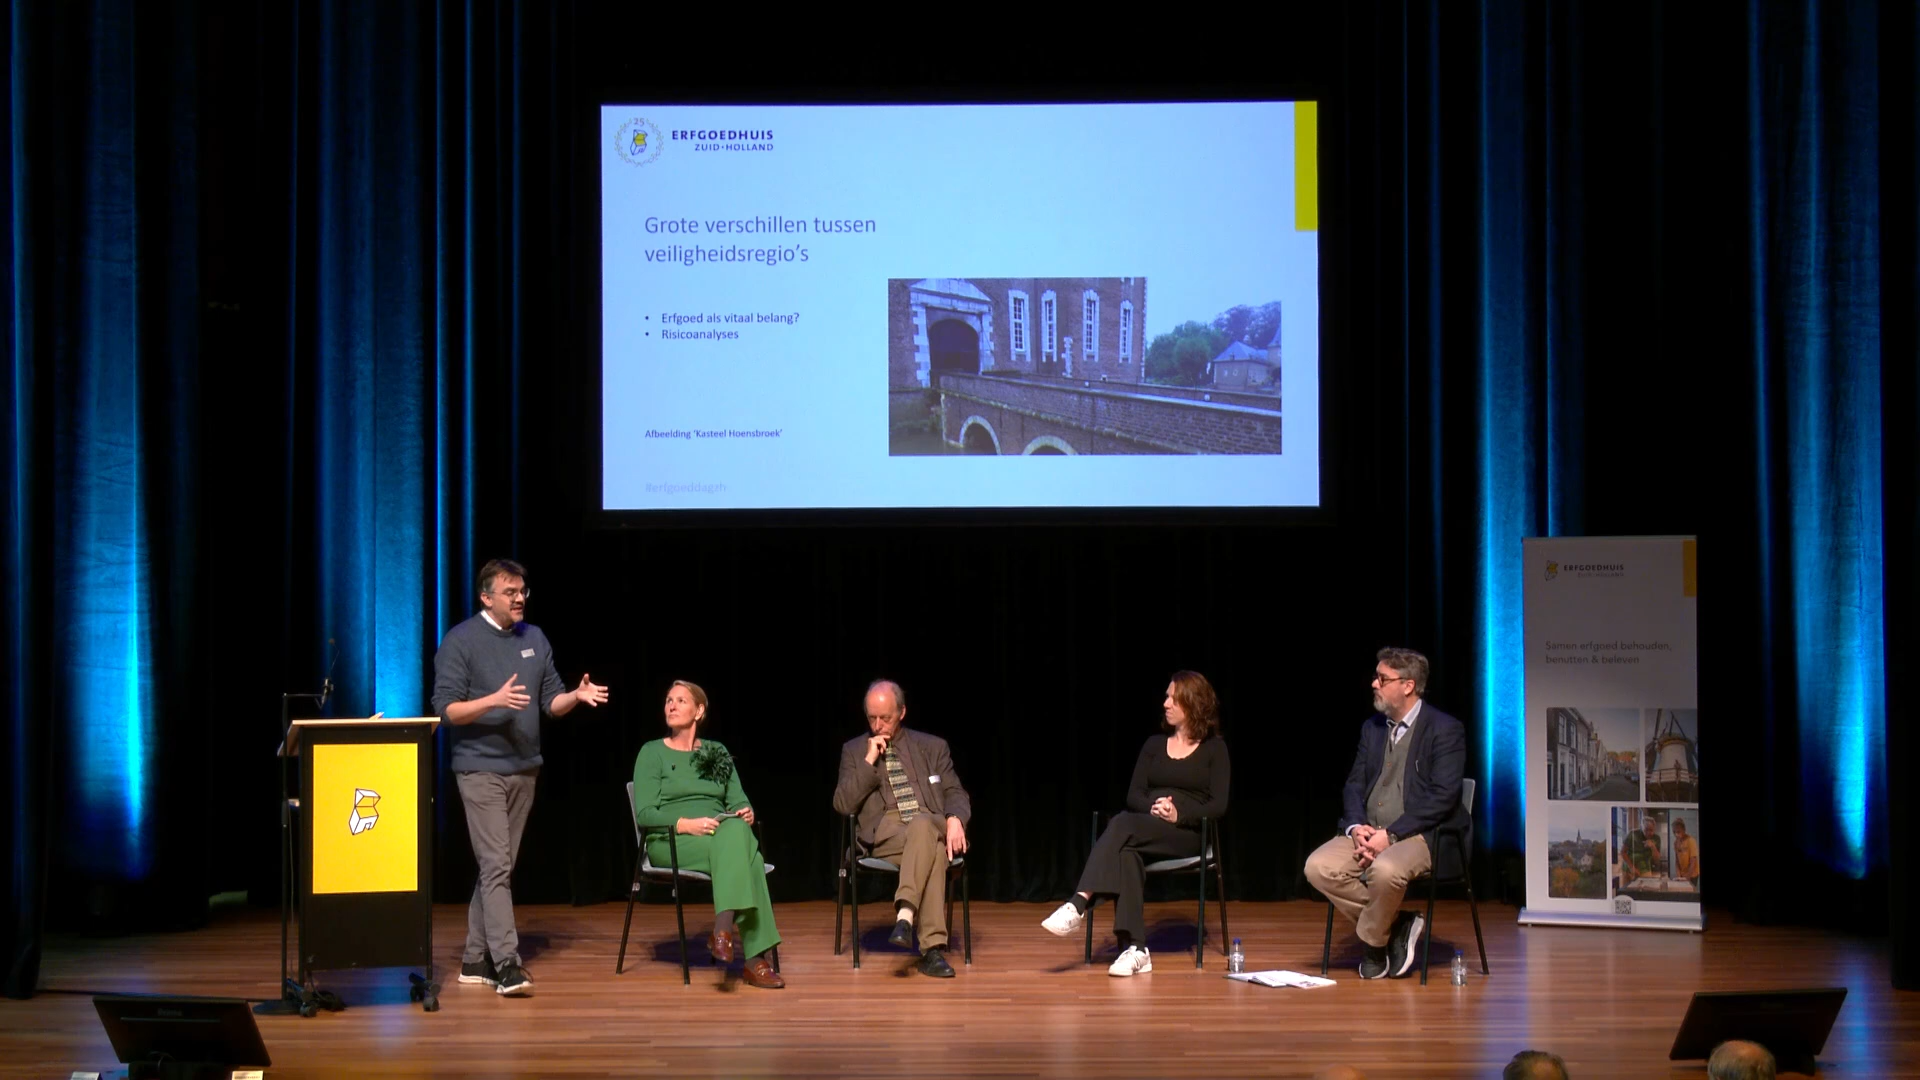 25
ERFGOEDHUIS
ZUID-HOLLAND
Grote verschillen tussen
veiligheidsregio's
• Erfgoed als vitaal belang?
• Risicoanalyses
Afbeelding 'Kasteel Hoensbroek'
#erfgoeddagzh
ERFGOEDHUIS
ZUID-HOLLAND
Samen erfgoed behouden,
benutten & beleven